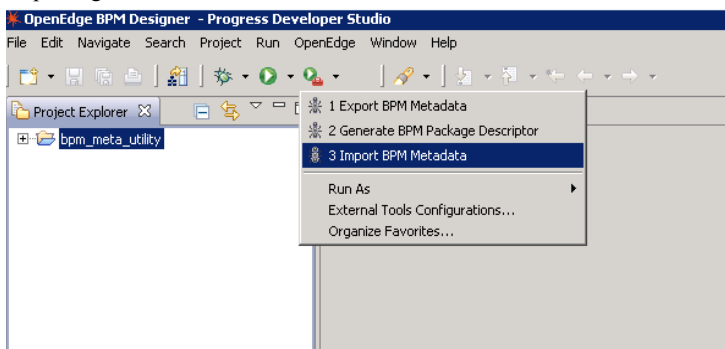 OpenEdge BPM Designer - Progress Developer Studio
File Edit Navigate Search Project Run OpenEdge Window Help
Project Explorer
1 Export BPM Metadata
bpm_meta_utility
2 Generate BPM Package Descriptor
3 Import BPM Metadata
Run As
External Tools Configurations...
Organize Favorites...